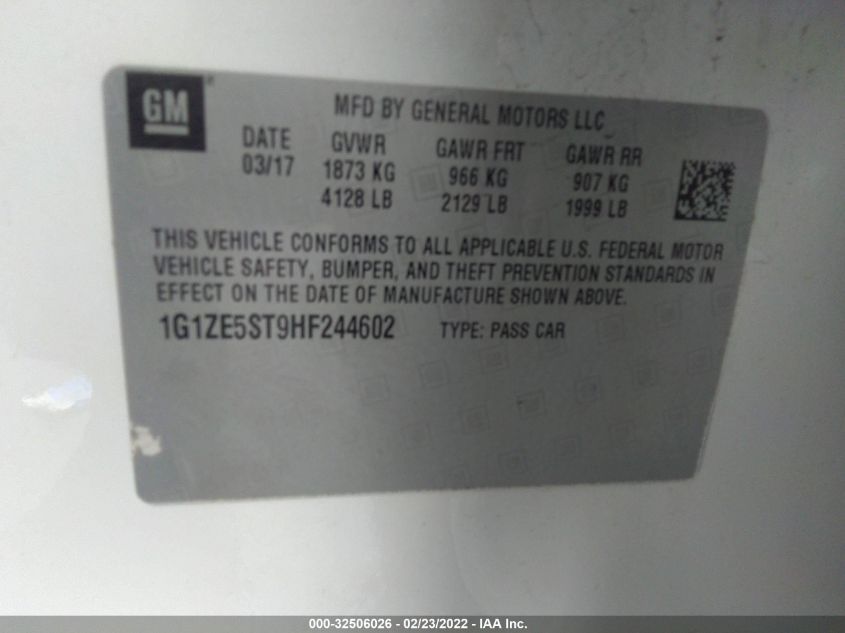 GM
MFD BY GENERAL MOTORS LLC
DATE GVWR GAWR FRT GAWR RR
03/17 1873 KG 966 KG 907 KG
4128 LB 2129 LB 1999 LB
THIS VEHICLE CONFORMS TO ALL APPLICABLE U.S. FEDERAL MOTOR
VEHICLE SAFETY, BUMPER, AND THEFT PREVENTION STANDARDS IN
EFFECT ON THE DATE OF MANUFACTURE SHOWN ABOVE.
1G1ZE5ST9HF244602 TYPE: PASS CAR
000-32506026 - 02/23/2022 - IAA Inc.